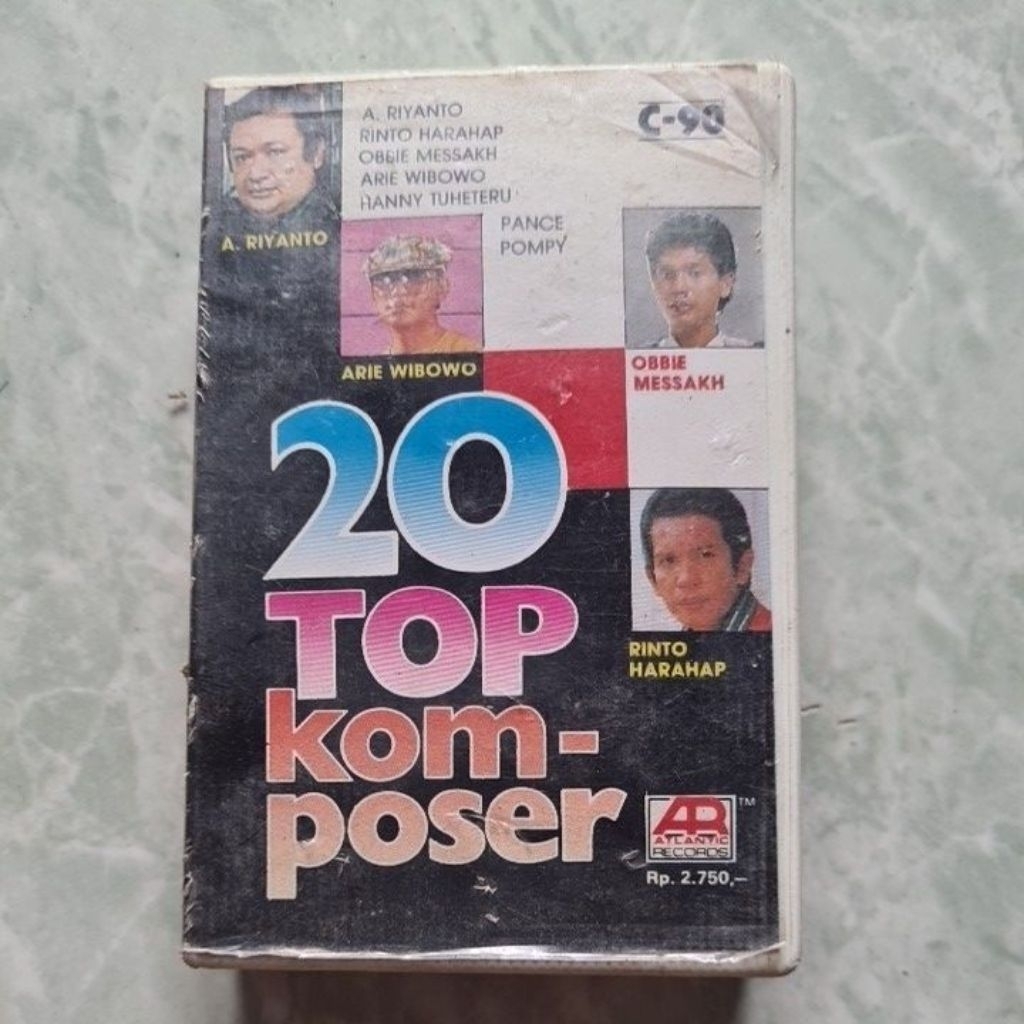 A. RIYANTO
RINTO HARAHAP
OBBIE MESSAKH
ARIE WIBOWO
HANNY TUHETERU
PANCE
POMPY
C-90
A. RIYANTO
ARIE WIBOWO
OBBIE
MESSAKH
20
TOP
kom-
poser
RINTO
HARAHAP
AR
ATLANTIC
RECORDS
TM
Rp. 2.750,—